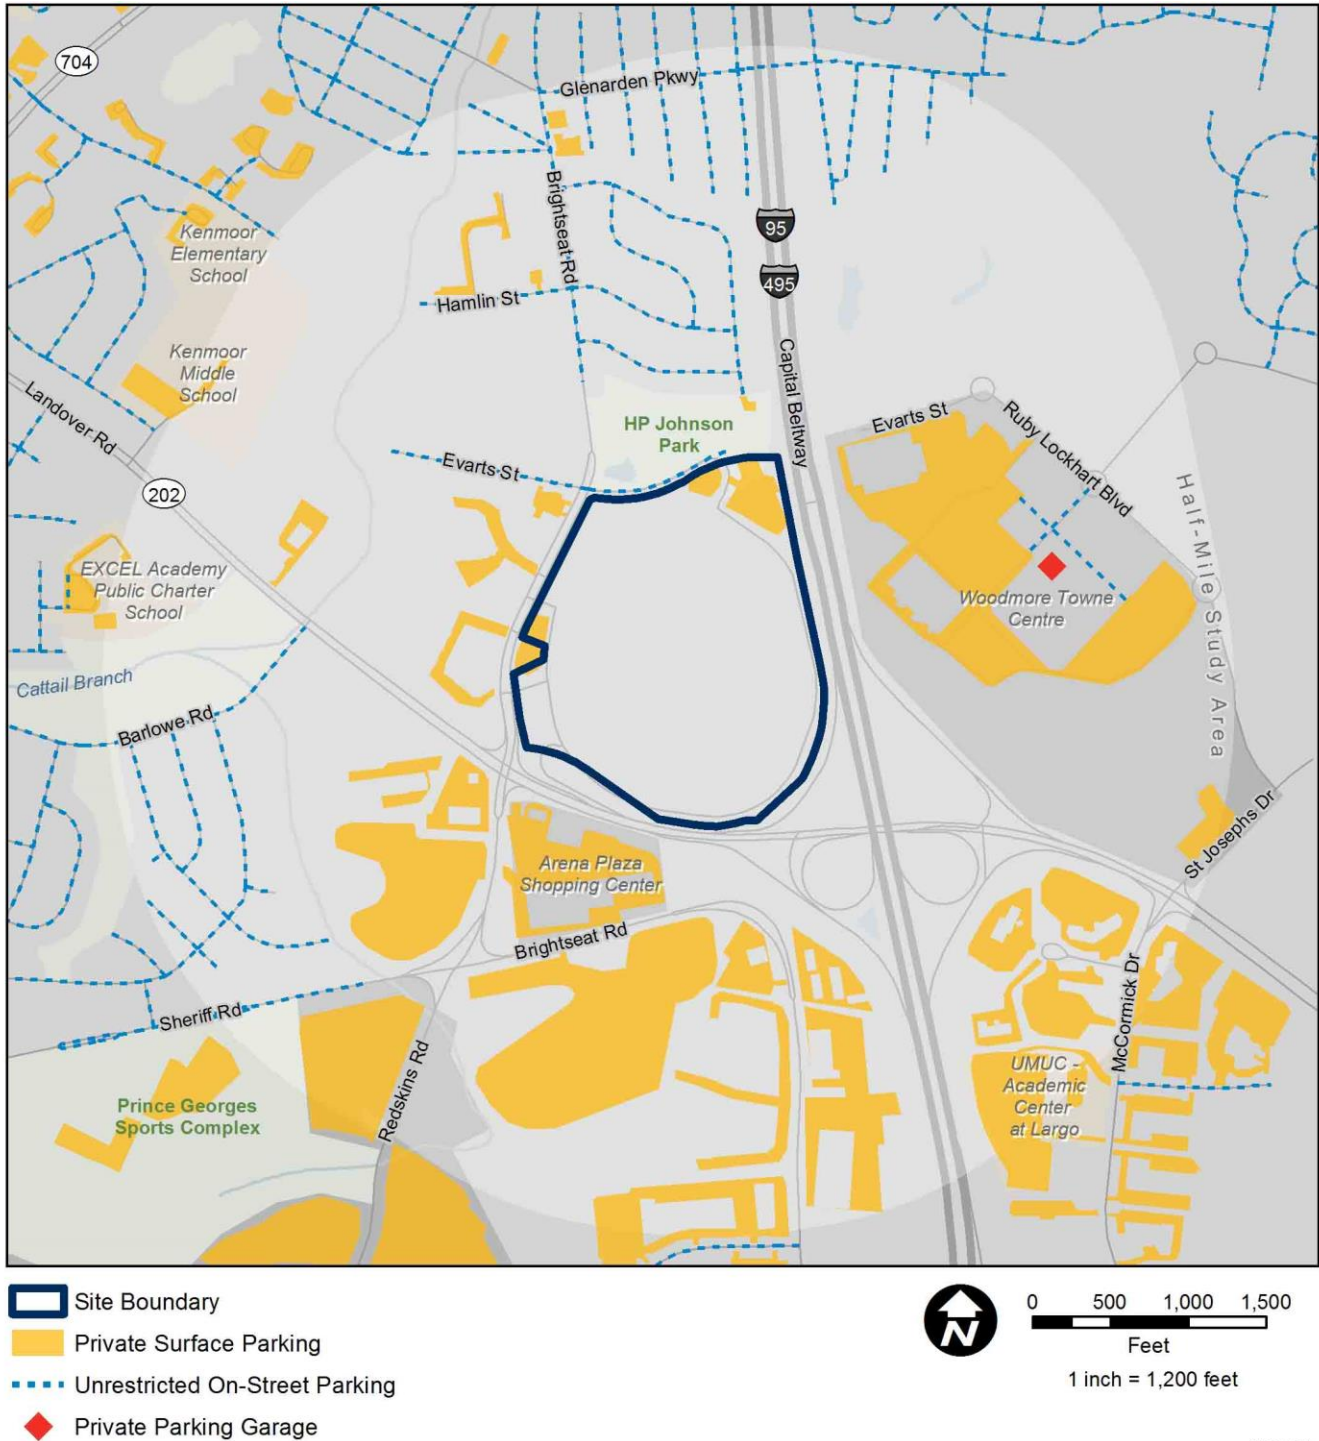 704
Glenarden Pkwy
Brightseat Rd
95
495
Kenmoor
Elementary
School
Hamlin St
Kenmoor
Middle
School
Landover Rd
Capital Beltway
HP Johnson
Park
Evarts St
Ruby Lockhart Blvd
Evarts St
202
Half-Mile Study Area
EXCEL Academy
Public Charter
School
Woodmore Towne
Centre
Cattail Branch
Barlowe Rd
St Josephs Dr
Arena Plaza
Shopping Center
Brightseat Rd
McCormick Dr
Sheriff Rd
Redskins Rd
UMUC -
Academic
Center
at Largo
Prince Georges
Sports Complex
Site Boundary
Private Surface Parking
Unrestricted On-Street Parking
Private Parking Garage
N
0 500 1,000 1,500
Feet
1 inch = 1,200 feet